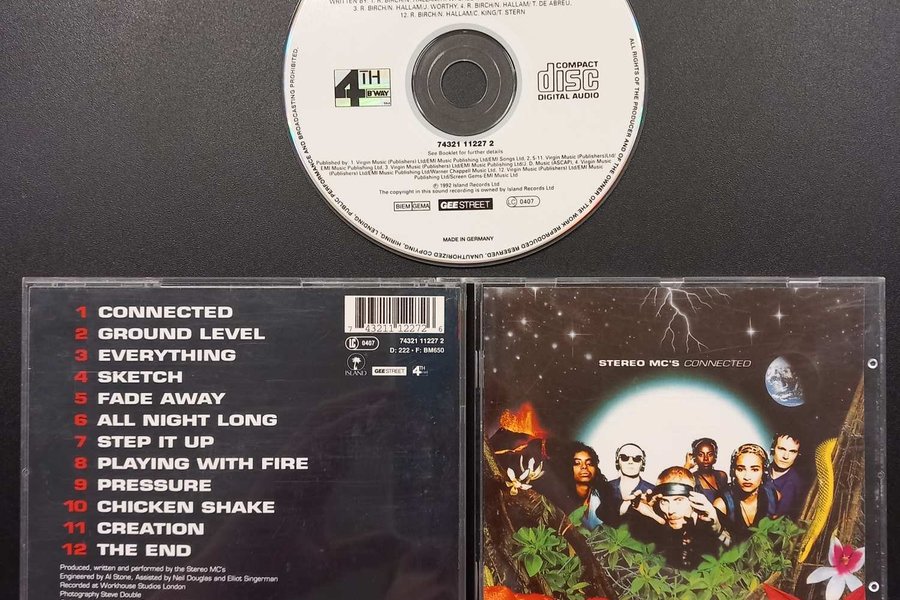 3. R. BIRCH/N. HALLAM/J. WORTHY, 4. R. BIRCH/N. HALLAM/ T. DE ABREU,
12. R. BIRCH/N. HALLAM/C. KING/T. STERN.
4TH
B'WAY
COMPACT
disc
DIGITAL AUDIO
74321 11227 2
See Booklet for further details
Published by: 1. Virgin Music (Publishers) Ltd/EMI Music Publishing Ltd/EMI Songs Ltd, 2, 5-11. Virgin Music (Publishers)Ltd/
EMI Music Publishing Ltd, 3. Virgin Music (Publishers) Ltd/EMI Music Publishing Ltd/U. D. Music (ASCAP), 4. Virgin Music
(Publishers) Ltd/EMI Music Publishing Ltd/Warner Chappell Music Ltd. 12. Virgin Music (Publishers) Ltd/EMI Music
Publishing Ltd/Screen Gems-EMI Music Ltd
℗ 1992 Island Records Ltd
The copyright in this sound recording is owned by Island Records Ltd
BIEM GEMA
GEE STREET
LC 0407
MADE IN GERMANY
ALL RIGHTS OF THE PRODUCER AND OF THE OWNER OF THE WORK REPRODUCED RESERVED. UNAUTHORIZED COPYING, HIRING, LENDING, PUBLIC PERFORMANCE AND BROADCASTING PROHIBITED.
1 CONNECTED
2 GROUND LEVEL
3 EVERYTHING
4 SKETCH
5 FADE AWAY
6 ALL NIGHT LONG
7 STEP IT UP
8 PLAYING WITH FIRE
9 PRESSURE
10 CHICKEN SHAKE
11 CREATION
12 THE END
Produced, written and performed by the Stereo MC's
Engineered by Al Stone, Assisted by Neil Douglas and Elliot Singerman
Recorded at Workhouse Studios London
Photography Steve Double
7 43211 12272 6
LC 0407
74321 11227 2
D: 222 • F: BM650
ISLAND
GEE STREET
4TH
STEREO MC'S CONNECTED